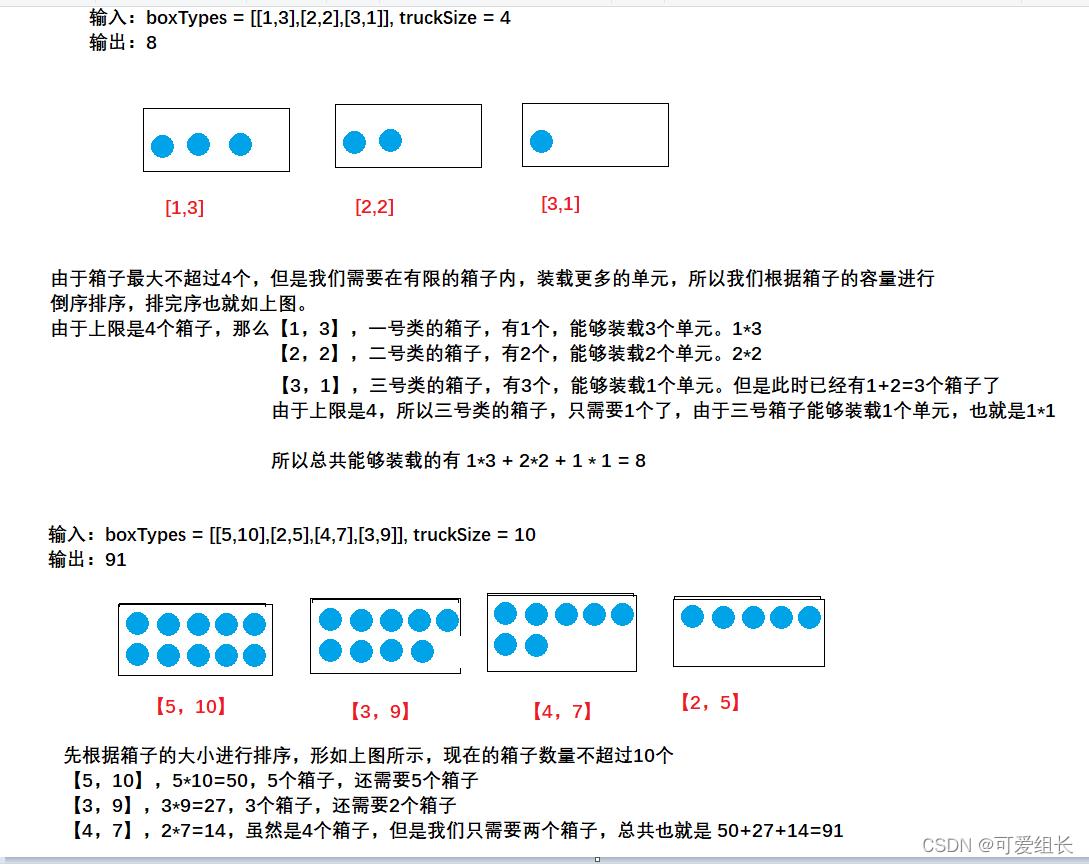 输入：boxTypes = [[1,3],[2,2],[3,1]], truckSize = 4
输出：8
[1,3]
[2,2]
[3,1]
由于箱子最大不超过4个，但是我们需要在有限的箱子内，装载更多的单元，所以我们根据箱子的容量进行
倒序排序，排完序也就如上图。
由于上限是4个箱子，那么【1，3】，一号类的箱子，有1个，能够装载3个单元。1*3
【2，2】，二号类的箱子，有2个，能够装载2个单元。2*2
【3，1】，三号类的箱子，有3个，能够装载1个单元。但是此时已经有1+2=3个箱子了
由于上限是4，所以三号类的箱子，只需要1个了，由于三号箱子能够装载1个单元，也就是1*1
所以总共能够装载的有 1*3 + 2*2 + 1 * 1 = 8
输入：boxTypes = [[5,10],[2,5],[4,7],[3,9]], truckSize = 10
输出：91
【5，10】
【3，9】
【4，7】
【2，5】
先根据箱子的大小进行排序，形如上图所示，现在的箱子数量不超过10个
【5，10】，5*10=50，5个箱子，还需要5个箱子
【3，9】，3*9=27，3个箱子，还需要2个箱子
【4，7】，2*7=14，虽然是4个箱子，但是我们只需要两个箱子，总共也就是 50+27+14=91
CSDN @可爱组长